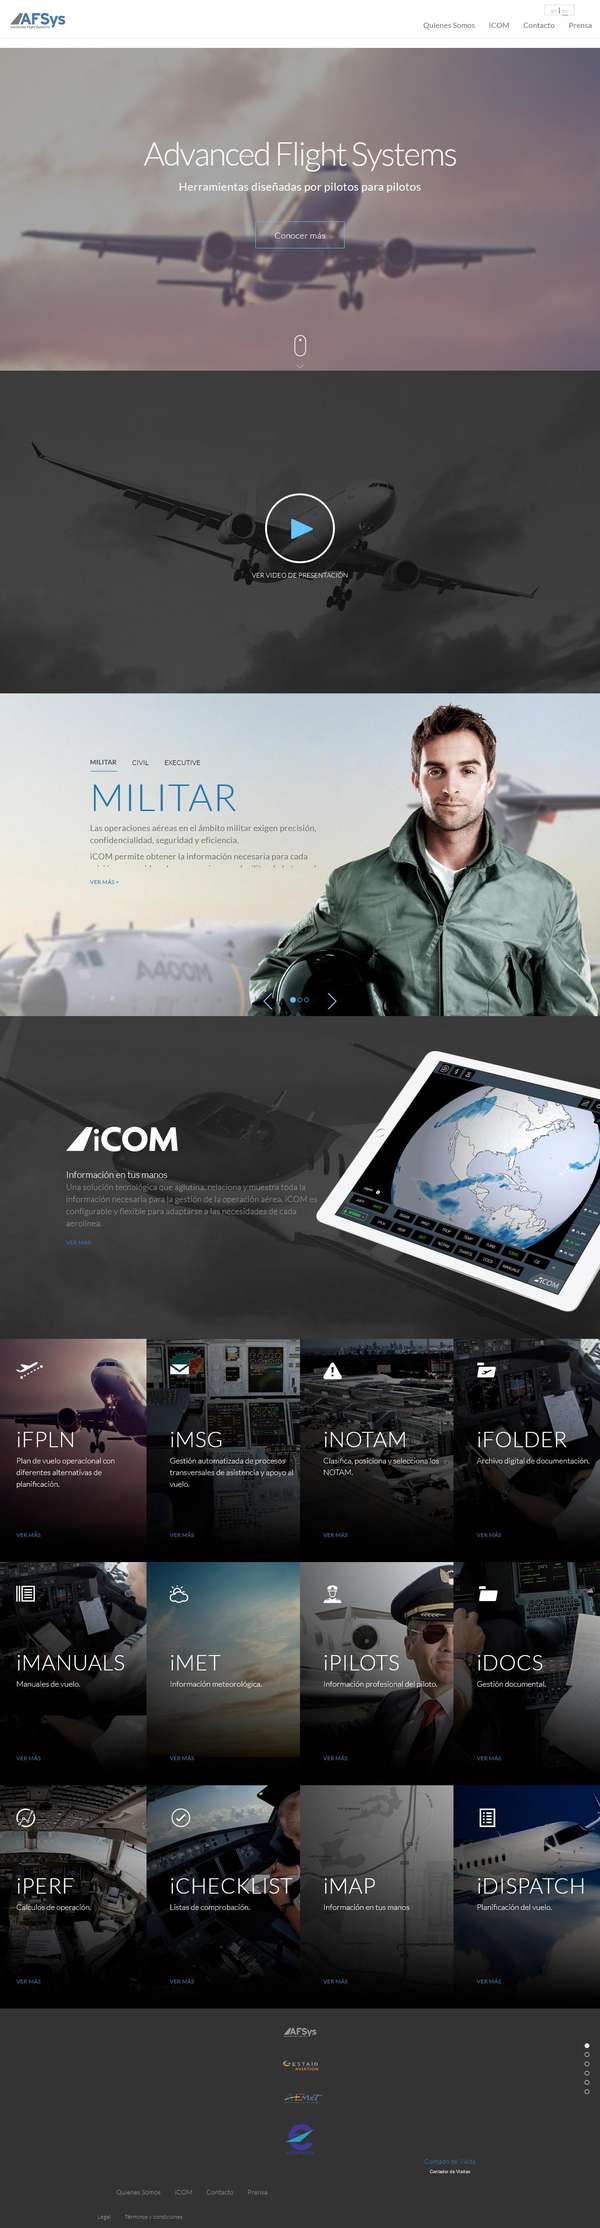 AFSys
Quienes Somos ICOM Contacto Prensa
Advanced Flight Systems
Herramientas diseñadas por pilotos para pilotos
Conocer más
VER VIDEO DE PRESENTACIÓN
MILITAR CIVIL EXECUTIVE
MILITAR
Las operaciones aéreas en el ámbito militar exigen precisión,
confidencialidad, seguridad y eficiencia.
iCOM permite obtener la información necesaria para cada
VER MÁS +
A400M
iCOM
Información en tus manos
Una solución tecnológica que aglutina, relaciona y muestra toda la
información necesaria para la gestión de la operación aérea. iCOM es
configurable y flexible para adaptarse a las necesidades de cada
aerolínea.
VER MÁS
iCOM
iFPLN
Plan de vuelo operacional con
diferentes alternativas de
planificación.
VER MÁS
iMSG
Gestión automatizada de procesos
transversales de asistencia y apoyo al
vuelo.
VER MÁS
iNOTAM
Clasifica, posiciona y selecciona los
NOTAM.
VER MÁS
iFOLDER
Archivo digital de documentación.
VER MÁS
iMANUALS
Manuales de vuelo.
VER MÁS
iMET
Información meteorológica.
VER MÁS
iPILOTS
Información profesional del piloto.
VER MÁS
iDOCS
Gestión documental.
VER MÁS
iPERF
Cálculos de operación.
VER MÁS
iCHECKLIST
Listas de comprobación.
VER MÁS
iMAP
Información en tus manos
VER MÁS
iDISPATCH
Planificación del vuelo.
VER MÁS
AFSys
ESTAIR
AVIATION
Contado de Visita
Contador de Visitas
Quienes Somos ICOM Contacto Prensa
Legal Términos y condiciones